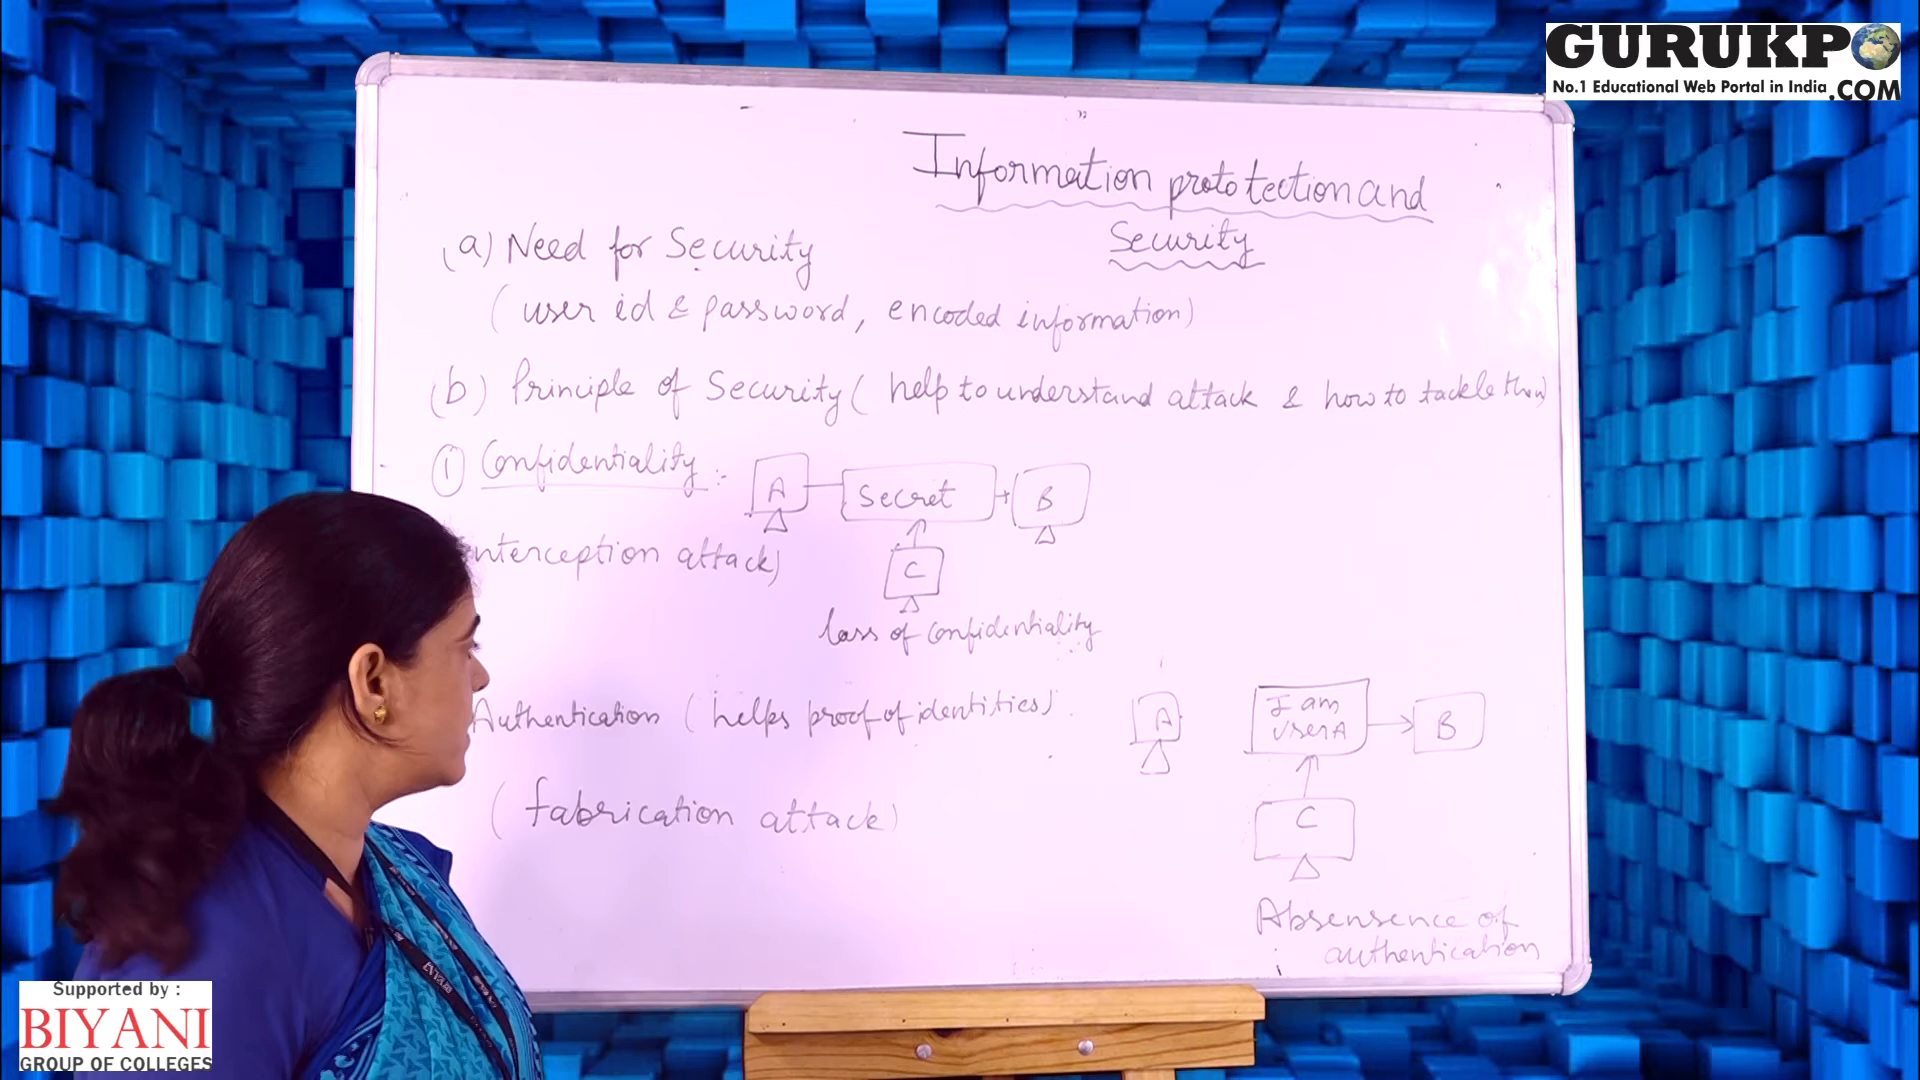 GURUKPO
No.1 Educational Web Portal in India .COM
Information prototection and
Security
(a) Need for Security
(user id & password, encoded information)
(b) Principle of Security ( help to understand attack & how to tackle them)
① Confidentiality :-
A
Secret
B
C
nterception attack)
loss of confidentiality
Authentication (helps proof of identities).
A
I am
User A
B
C
(fabrication attack)
Absensence of
authentication
Supported by :
BIYANI
GROUP OF COLLEGES